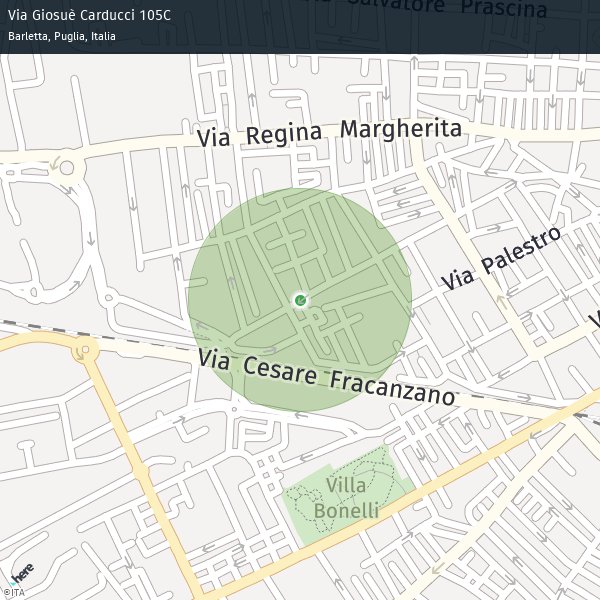 Via Giosuè Carducci 105C
Salvatore Prascina
Barletta, Puglia, Italia
Via Regina Margherita
Via Palestro
Via Cesare Fracanzano
Villa
Bonelli
here
©ITA